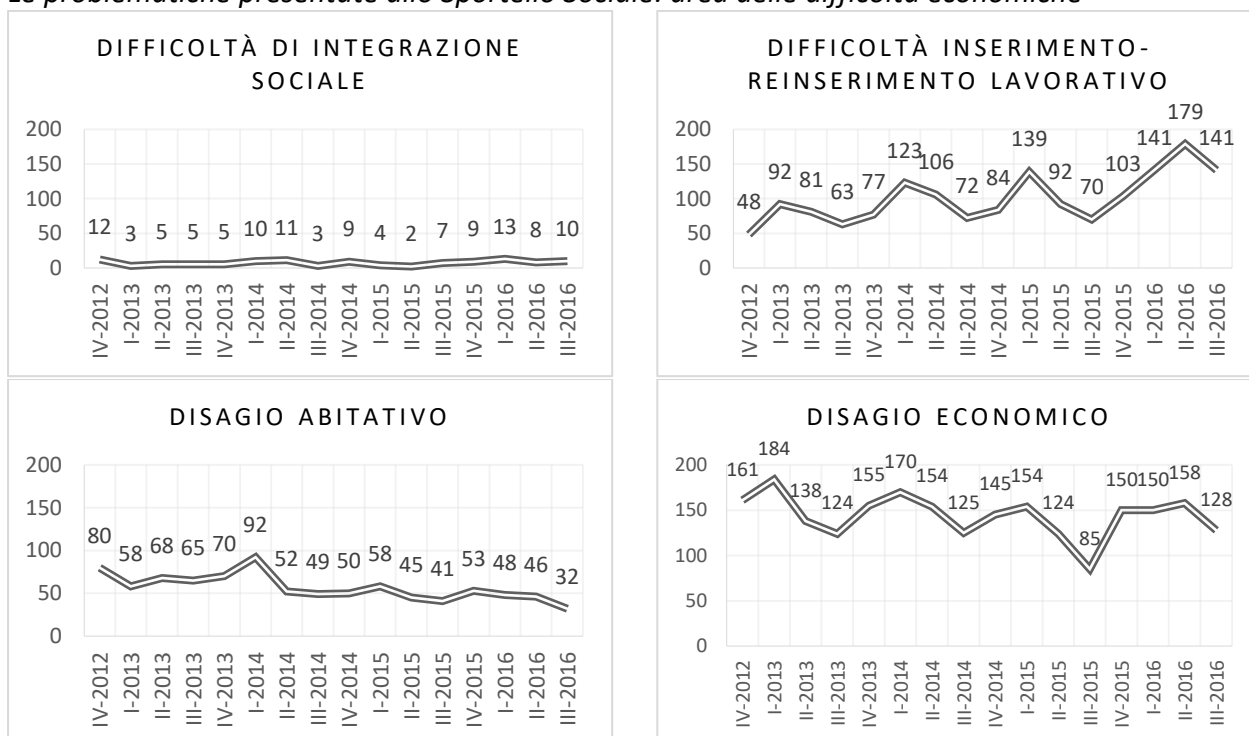 Le problematiche presentate allo Sportello Sociale: area delle difficoltà economiche
DIFFICOLTÀ DI INTEGRAZIONE
SOCIALE
200
150
100
50
0
12 3 5 5 5 10 11 3 9 4 2 7 9 13 8 10
IV-2012
I-2013
II-2013
III-2013
IV-2013
I-2014
II-2014
III-2014
IV-2014
I-2015
II-2015
III-2015
IV-2015
I-2016
II-2016
III-2016
DIFFICOLTÀ INSERIMENTO-
REINSERIMENTO LAVORATIVO
200
150
100
50
0
48 92 81 63 77 123 106 72 84 139 92 70 103 141 179 141
IV-2012
I-2013
II-2013
III-2013
IV-2013
I-2014
II-2014
III-2014
IV-2014
I-2015
II-2015
III-2015
IV-2015
I-2016
II-2016
III-2016
DISAGIO ABITATIVO
200
150
100
50
0
80 58 68 65 70 92 52 49 50 58 45 41 53 48 46 32
IV-2012
I-2013
II-2013
III-2013
IV-2013
I-2014
II-2014
III-2014
IV-2014
I-2015
II-2015
III-2015
IV-2015
I-2016
II-2016
III-2016
DISAGIO ECONOMICO
200
150
100
50
0
161 184 138 124 155 170 154 125 145 154 124 85 150 150 158 128
IV-2012
I-2013
II-2013
III-2013
IV-2013
I-2014
II-2014
III-2014
IV-2014
I-2015
II-2015
III-2015
IV-2015
I-2016
II-2016
III-2016